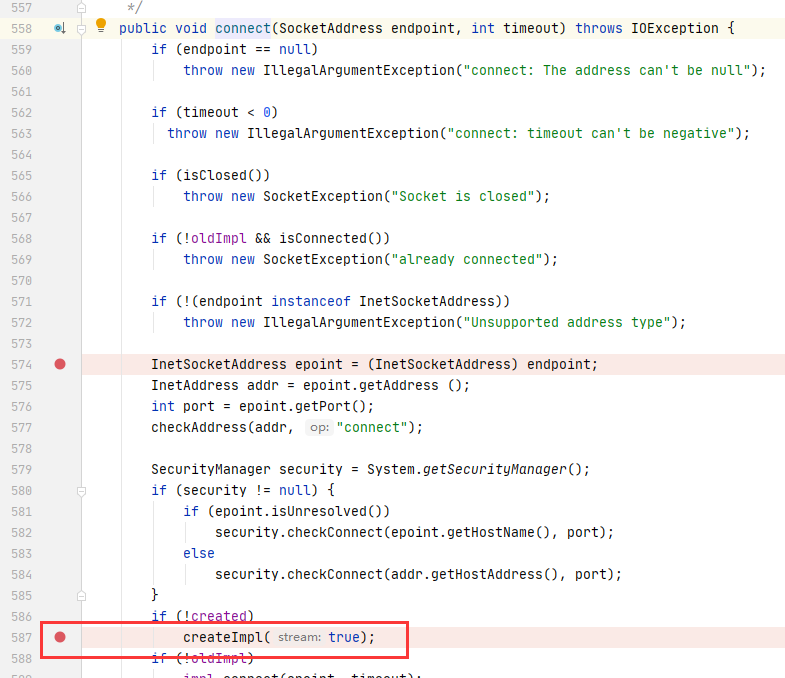 557 */
558 public void connect(SocketAddress endpoint, int timeout) throws IOException {
559 if (endpoint == null)
560 throw new IllegalArgumentException("connect: The address can't be null");
561
562 if (timeout < 0)
563 throw new IllegalArgumentException("connect: timeout can't be negative");
564
565 if (isClosed())
566 throw new SocketException("Socket is closed");
567
568 if (!oldImpl && isConnected())
569 throw new SocketException("already connected");
570
571 if (!(endpoint instanceof InetSocketAddress))
572 throw new IllegalArgumentException("Unsupported address type");
573
574 InetSocketAddress epoint = (InetSocketAddress) endpoint;
575 InetAddress addr = epoint.getAddress ();
576 int port = epoint.getPort();
577 checkAddress(addr, op: "connect");
578
579 SecurityManager security = System.getSecurityManager();
580 if (security != null) {
581 if (epoint.isUnresolved())
582 security.checkConnect(epoint.getHostName(), port);
583 else
584 security.checkConnect(addr.getHostAddress(), port);
585 }
586 if (!created)
587 createImpl( stream: true);
588 if (!oldImpl)
impl.connect(epoint, timeout);